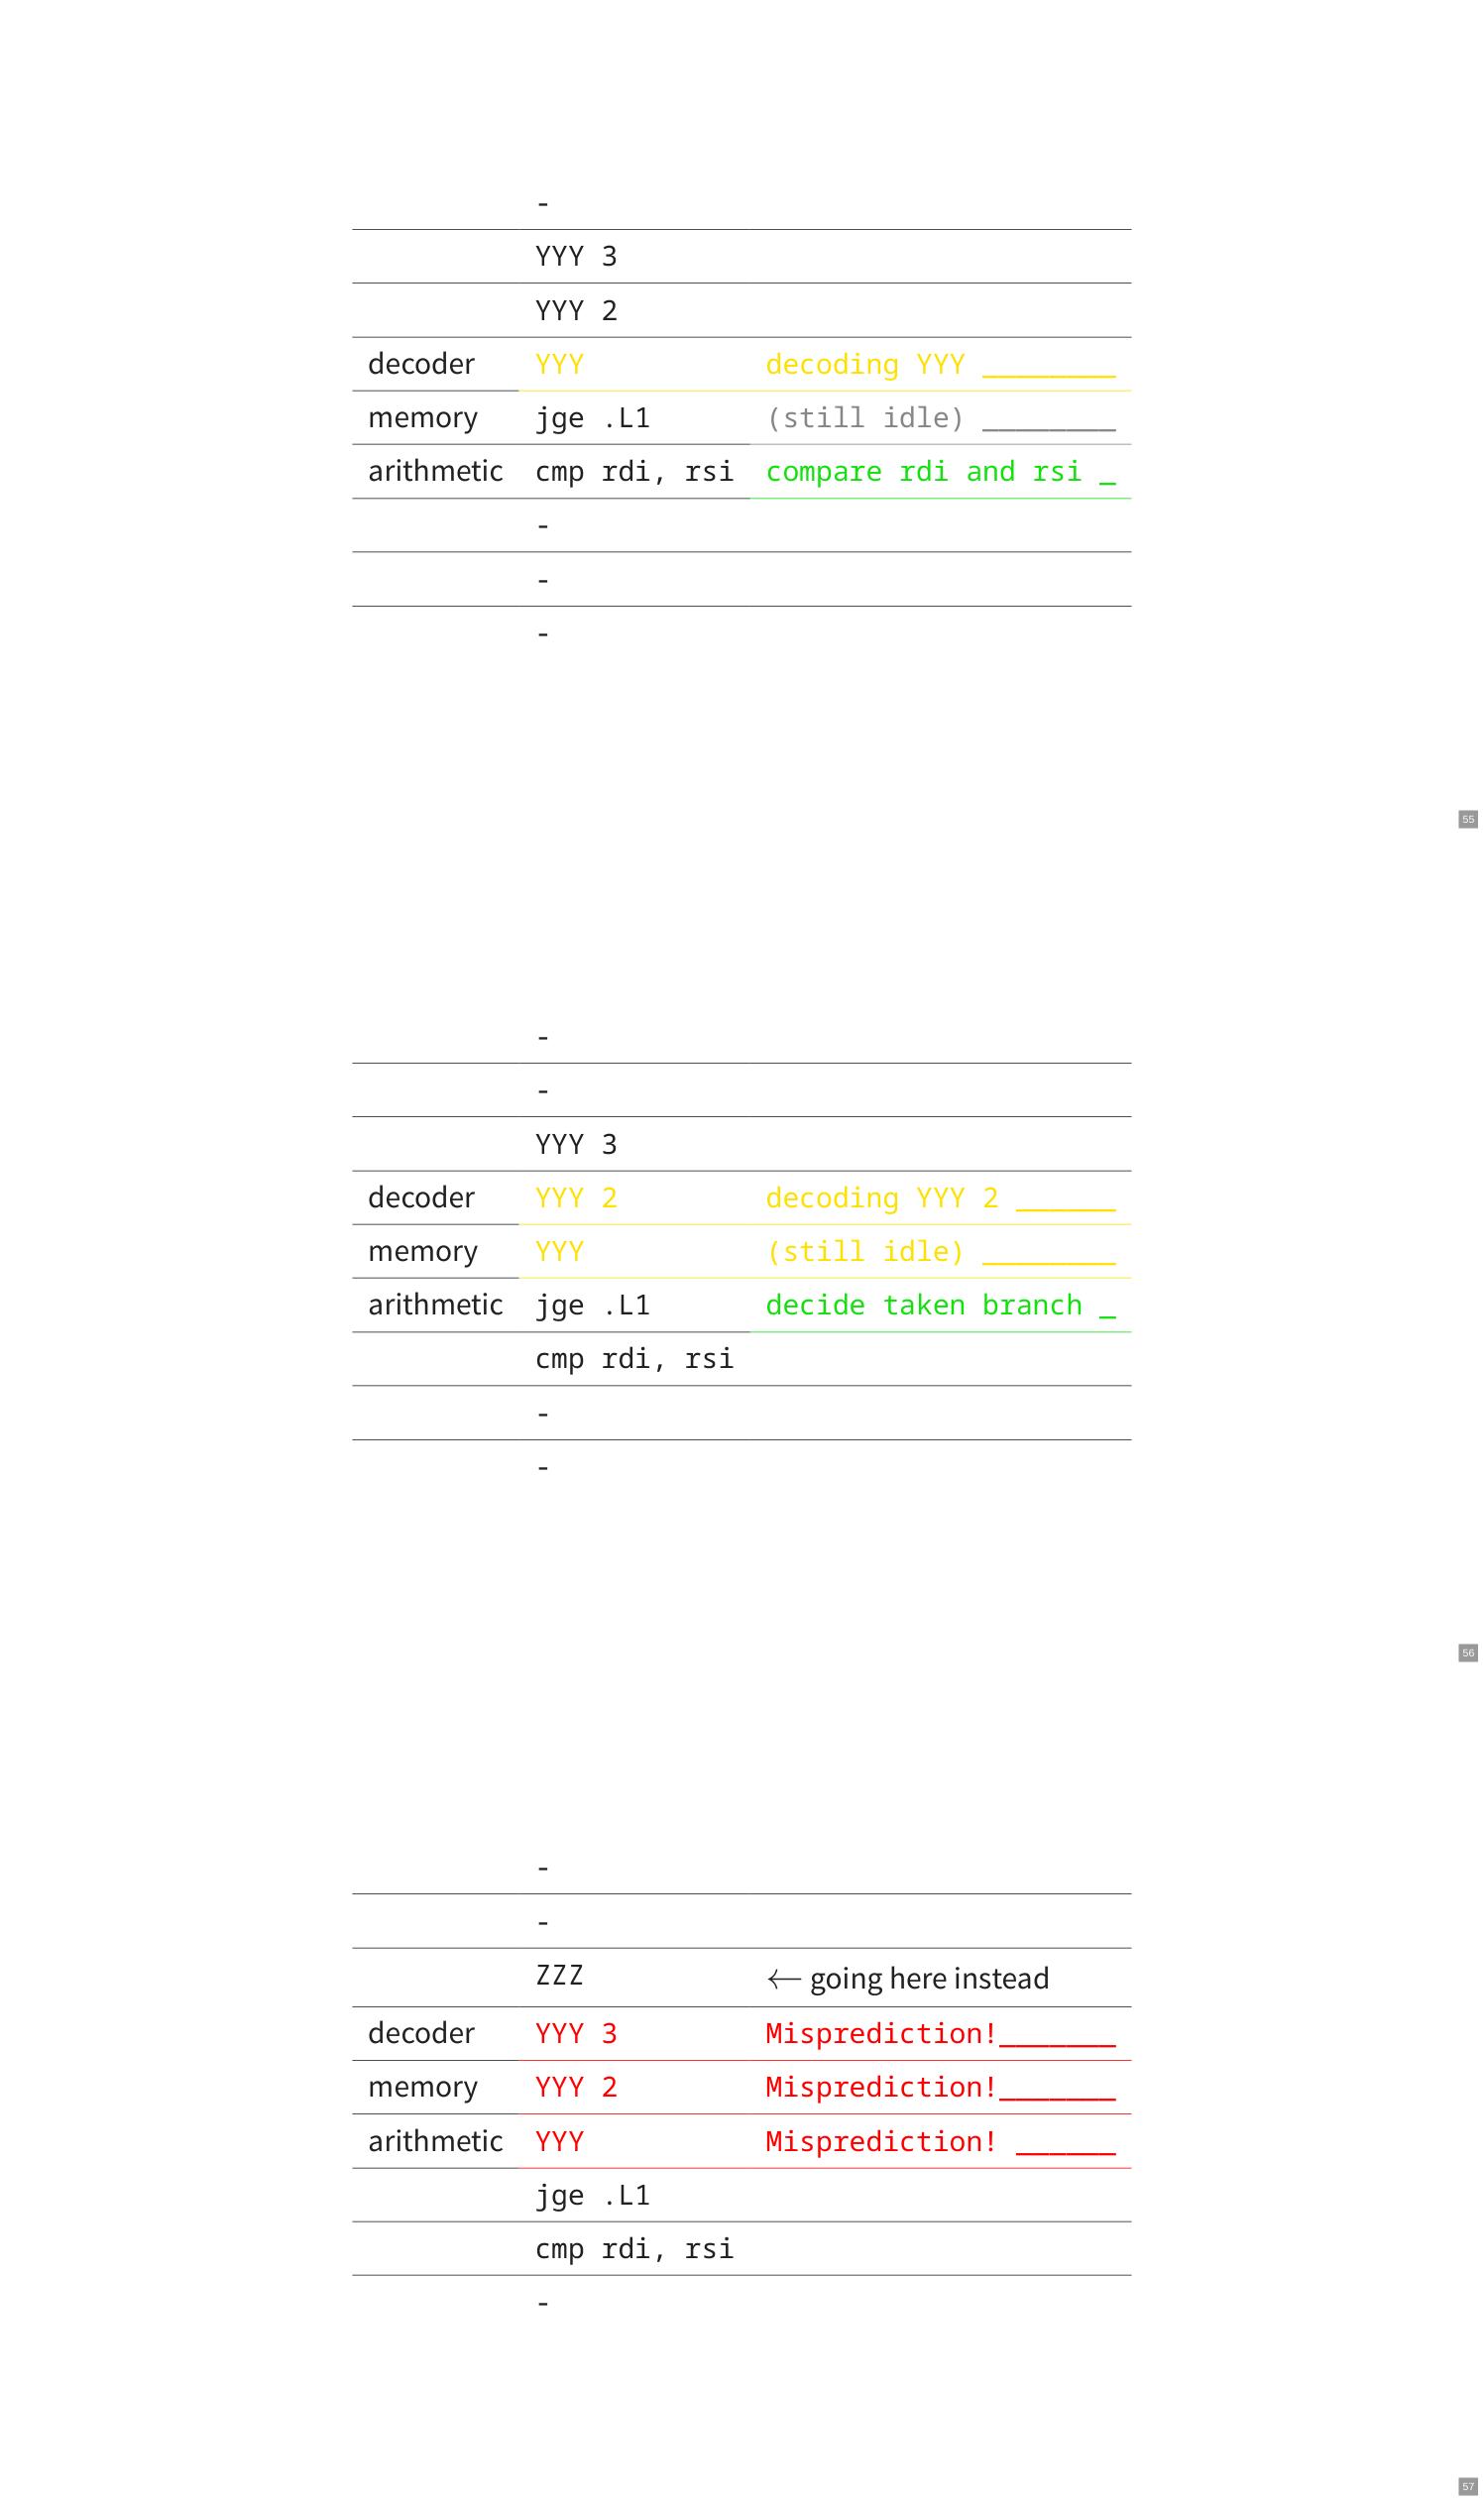 -
YYY 3
YYY 2
decoder YYY decoding YYY ________
memory jge .L1 (still idle) ________
arithmetic cmp rdi, rsi compare rdi and rsi _
-
-
-
55
-
-
YYY 3
decoder YYY 2 decoding YYY 2 ______
memory YYY (still idle) ________
arithmetic jge .L1 decide taken branch _
cmp rdi, rsi
-
-
56
-
-
ZZZ ← going here instead
decoder YYY 3 Misprediction!_______
memory YYY 2 Misprediction!_______
arithmetic YYY Misprediction! ______
jge .L1
cmp rdi, rsi
-
57